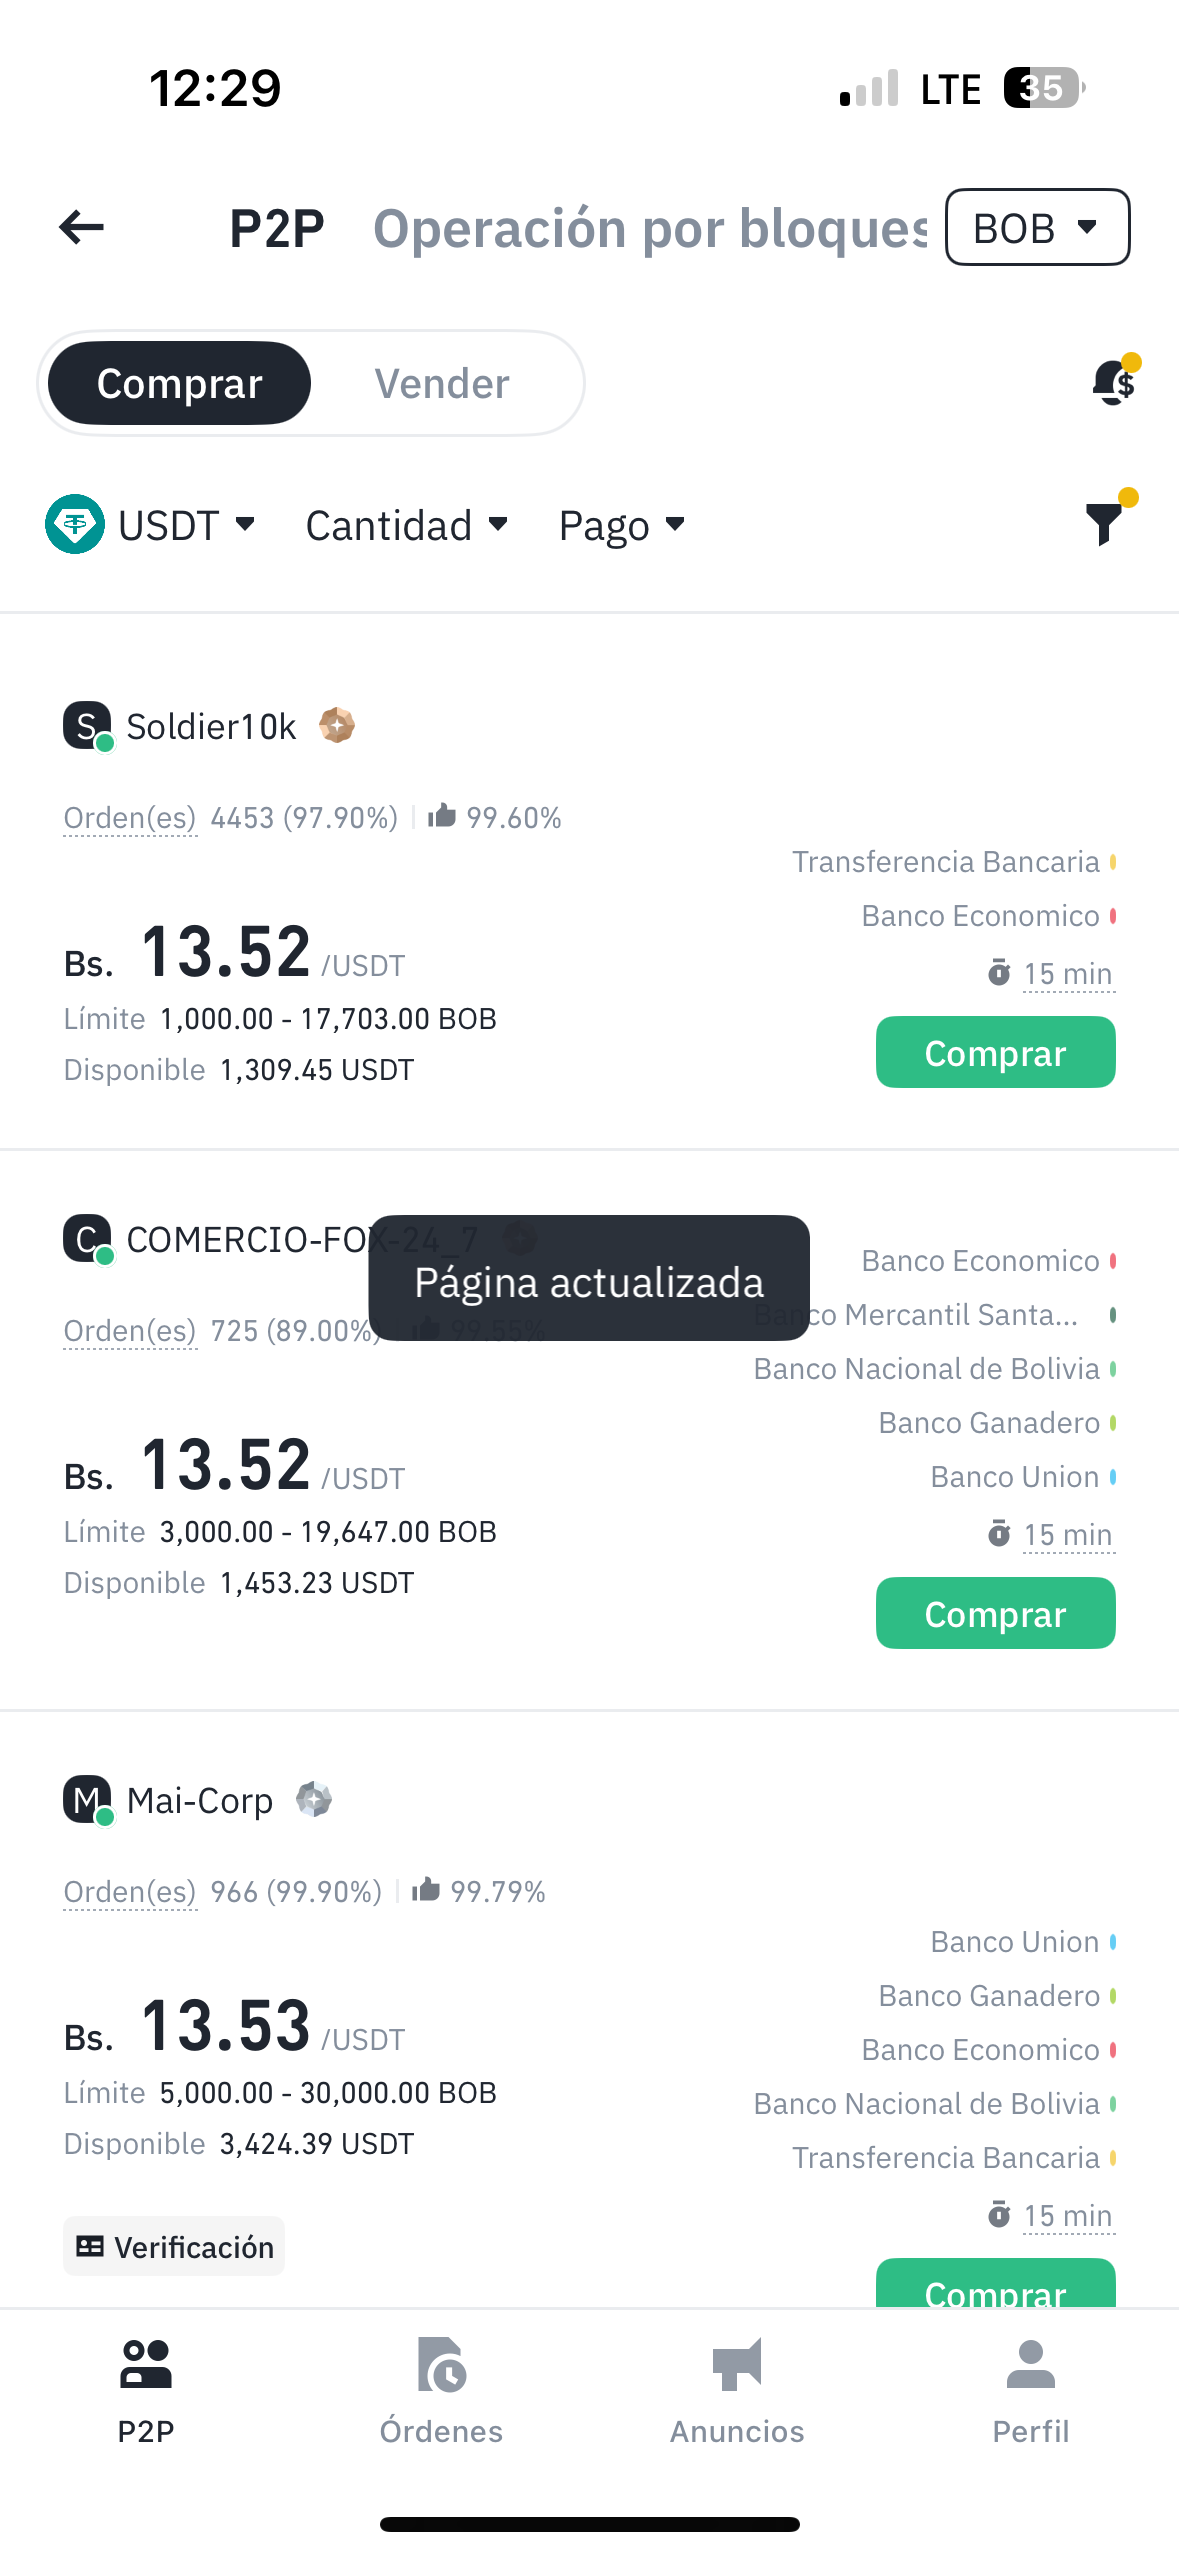 12:29
LTE 35
P2P Operación por bloques BOB
Comprar Vender
USDT Cantidad Pago
S Soldier10k
Orden(es) 4453 (97.90%) 99.60%
Transferencia Bancaria
Banco Economico
Bs. 13.52 /USDT
15 min
Límite 1,000.00 - 17,703.00 BOB
Comprar
Disponible 1,309.45 USDT
C COMERCIO-FOX-24_7
Página actualizada
Banco Economico
Banco Mercantil Santa...
Orden(es) 725 (89.00%) 99.55%
Banco Nacional de Bolivia
Banco Ganadero
Bs. 13.52 /USDT
Banco Union
Límite 3,000.00 - 19,647.00 BOB
15 min
Disponible 1,453.23 USDT
Comprar
M Mai-Corp
Orden(es) 966 (99.90%) 99.79%
Banco Union
Banco Ganadero
Bs. 13.53 /USDT
Banco Economico
Límite 5,000.00 - 30,000.00 BOB
Banco Nacional de Bolivia
Disponible 3,424.39 USDT
Transferencia Bancaria
15 min
Verificación
Comprar
P2P Órdenes Anuncios Perfil